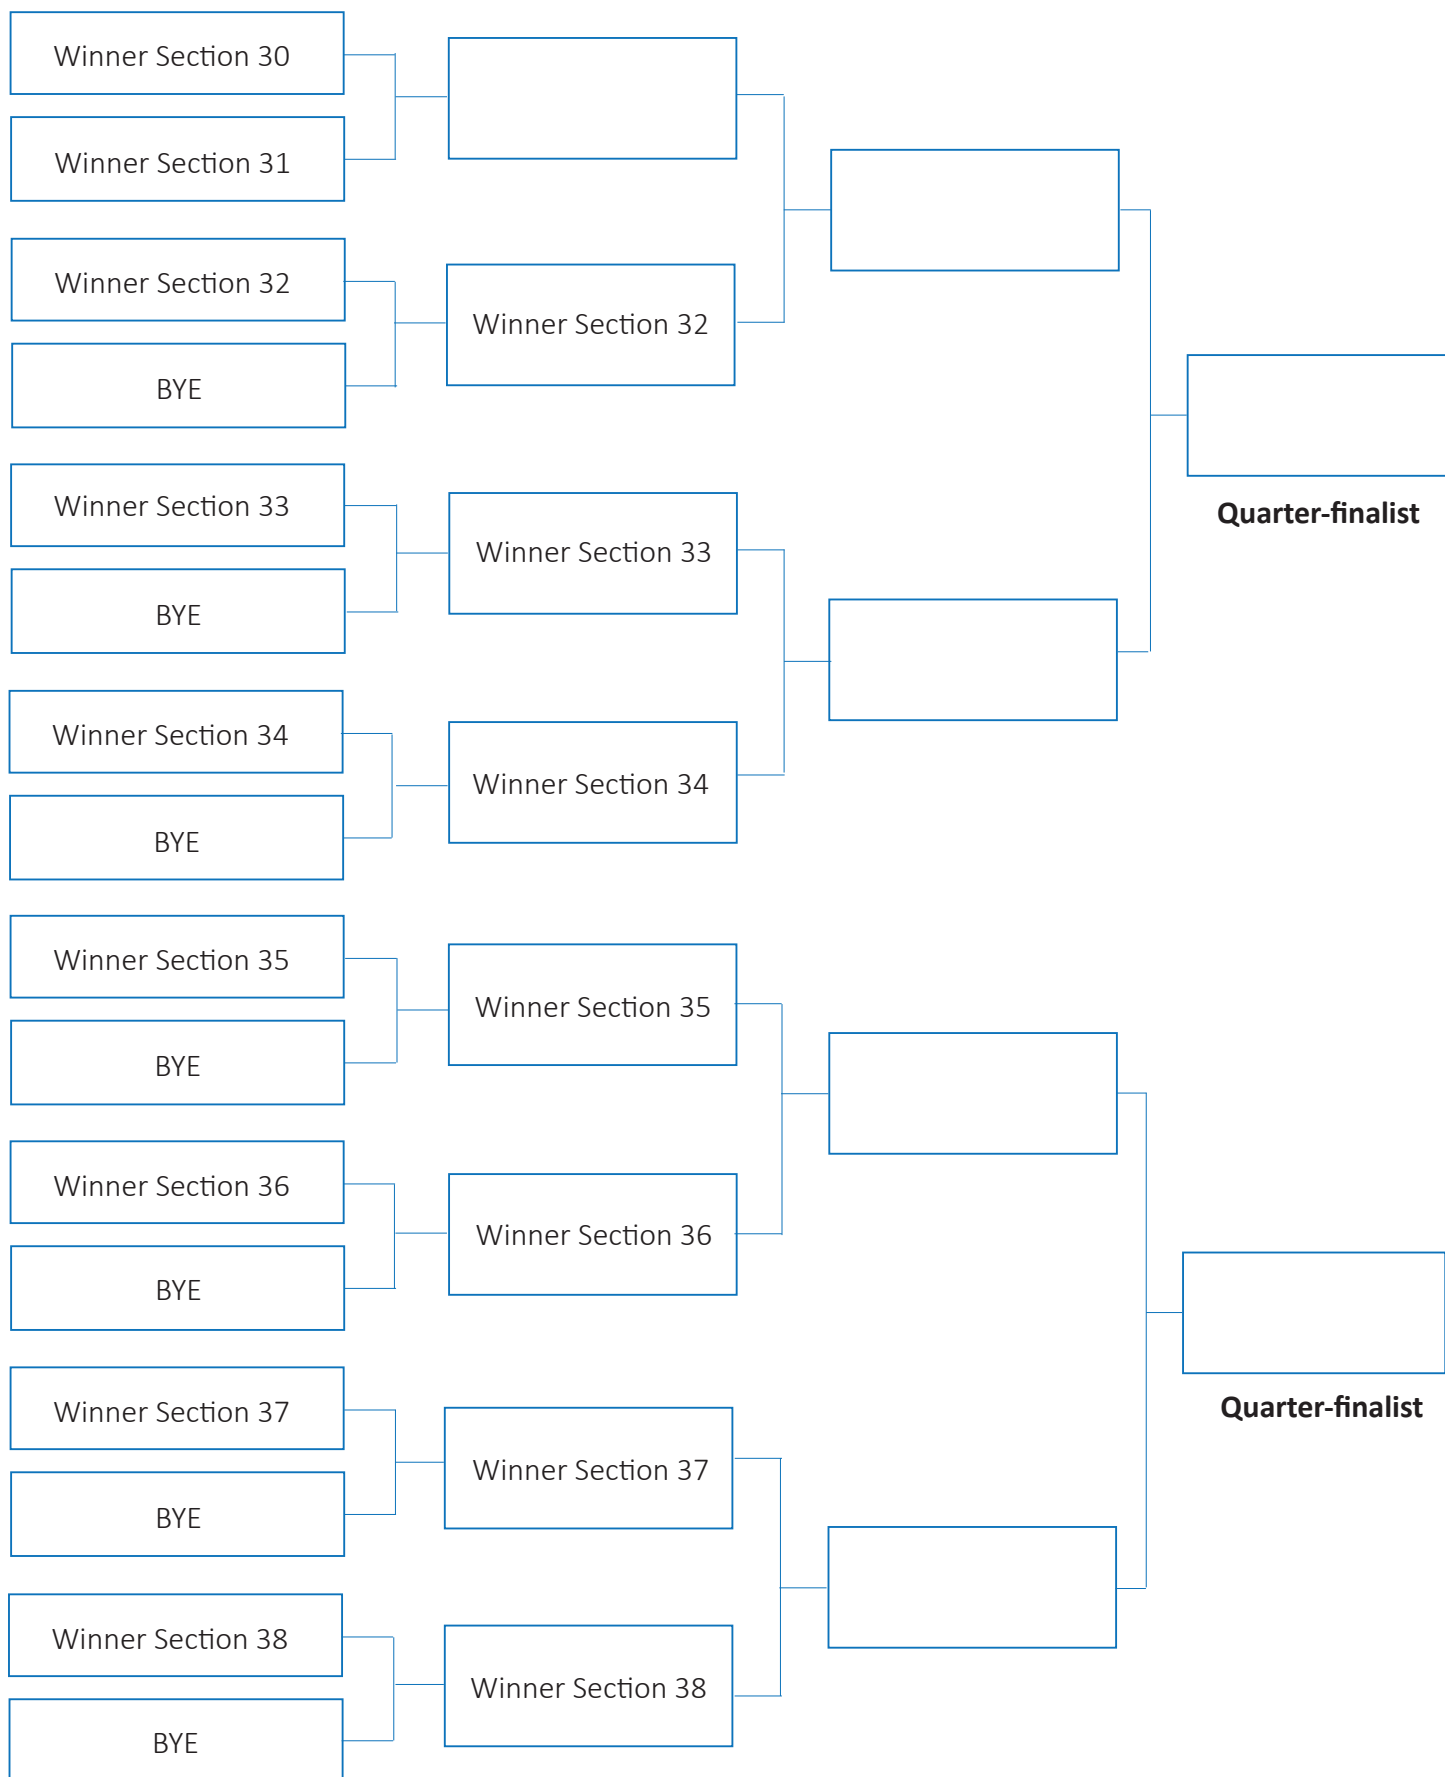 Winner Section 30
Winner Section 31
Winner Section 32
BYE
Winner Section 33
BYE
Winner Section 34
BYE
Winner Section 35
BYE
Winner Section 36
BYE
Winner Section 37
BYE
Winner Section 38
BYE
Winner Section 32
Winner Section 33
Winner Section 34
Winner Section 35
Winner Section 36
Winner Section 37
Winner Section 38
Quarter-finalist
Quarter-finalist